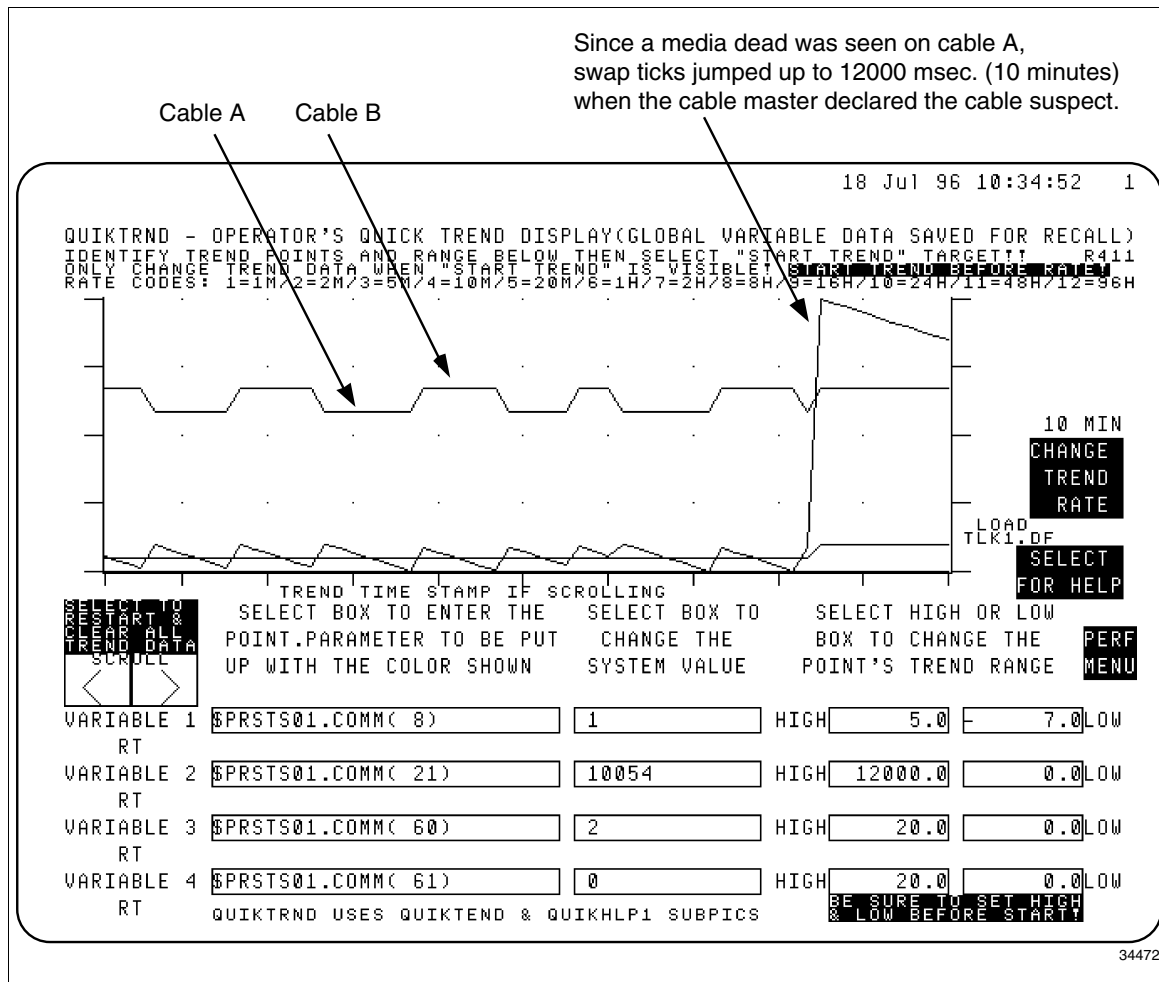 Since a media dead was seen on cable A,
swap ticks jumped up to 12000 msec. (10 minutes)
when the cable master declared the cable suspect.
Cable A
Cable B
18 Jul 96 10:34:52 1
QUIKTRND - OPERATOR'S QUICK TREND DISPLAY(GLOBAL VARIABLE DATA SAVED FOR RECALL)
IDENTIFY TREND POINTS AND RANGE BELOW THEN SELECT "START TREND" TARGET!! R411
ONLY CHANGE TREND DATA WHEN "START TREND" IS VISIBLE! START TREND BEFORE RATE!
RATE CODES: 1=1M/2=2M/3=5M/4=10M/5=20M/6=1H/7=2H/8=8H/9=16H/10=24H/11=48H/12=96H
10 MIN
CHANGE
TREND
RATE
LOAD
TLK1.DF
SELECT
FOR HELP
TREND TIME STAMP IF SCROLLING
SELECT TO
RESTART &
CLEAR ALL
TREND DATA
SCROLL
SELECT BOX TO ENTER THE
POINT.PARAMETER TO BE PUT
UP WITH THE COLOR SHOWN
SELECT BOX TO
CHANGE THE
SYSTEM VALUE
SELECT HIGH OR LOW
BOX TO CHANGE THE
POINT'S TREND RANGE
PERF
MENU
VARIABLE 1 $PRSTS01.COMM( 8) 1 HIGH 5.0 - 7.0 LOW
RT
VARIABLE 2 $PRSTS01.COMM( 21) 10054 HIGH 12000.0 0.0 LOW
RT
VARIABLE 3 $PRSTS01.COMM( 60) 2 HIGH 20.0 0.0 LOW
RT
VARIABLE 4 $PRSTS01.COMM( 61) 0 HIGH 20.0 0.0 LOW
RT
QUIKTRND USES QUIKTEND & QUIKHLP1 SUBPICS
BE SURE TO SET HIGH
& LOW BEFORE START!
34472